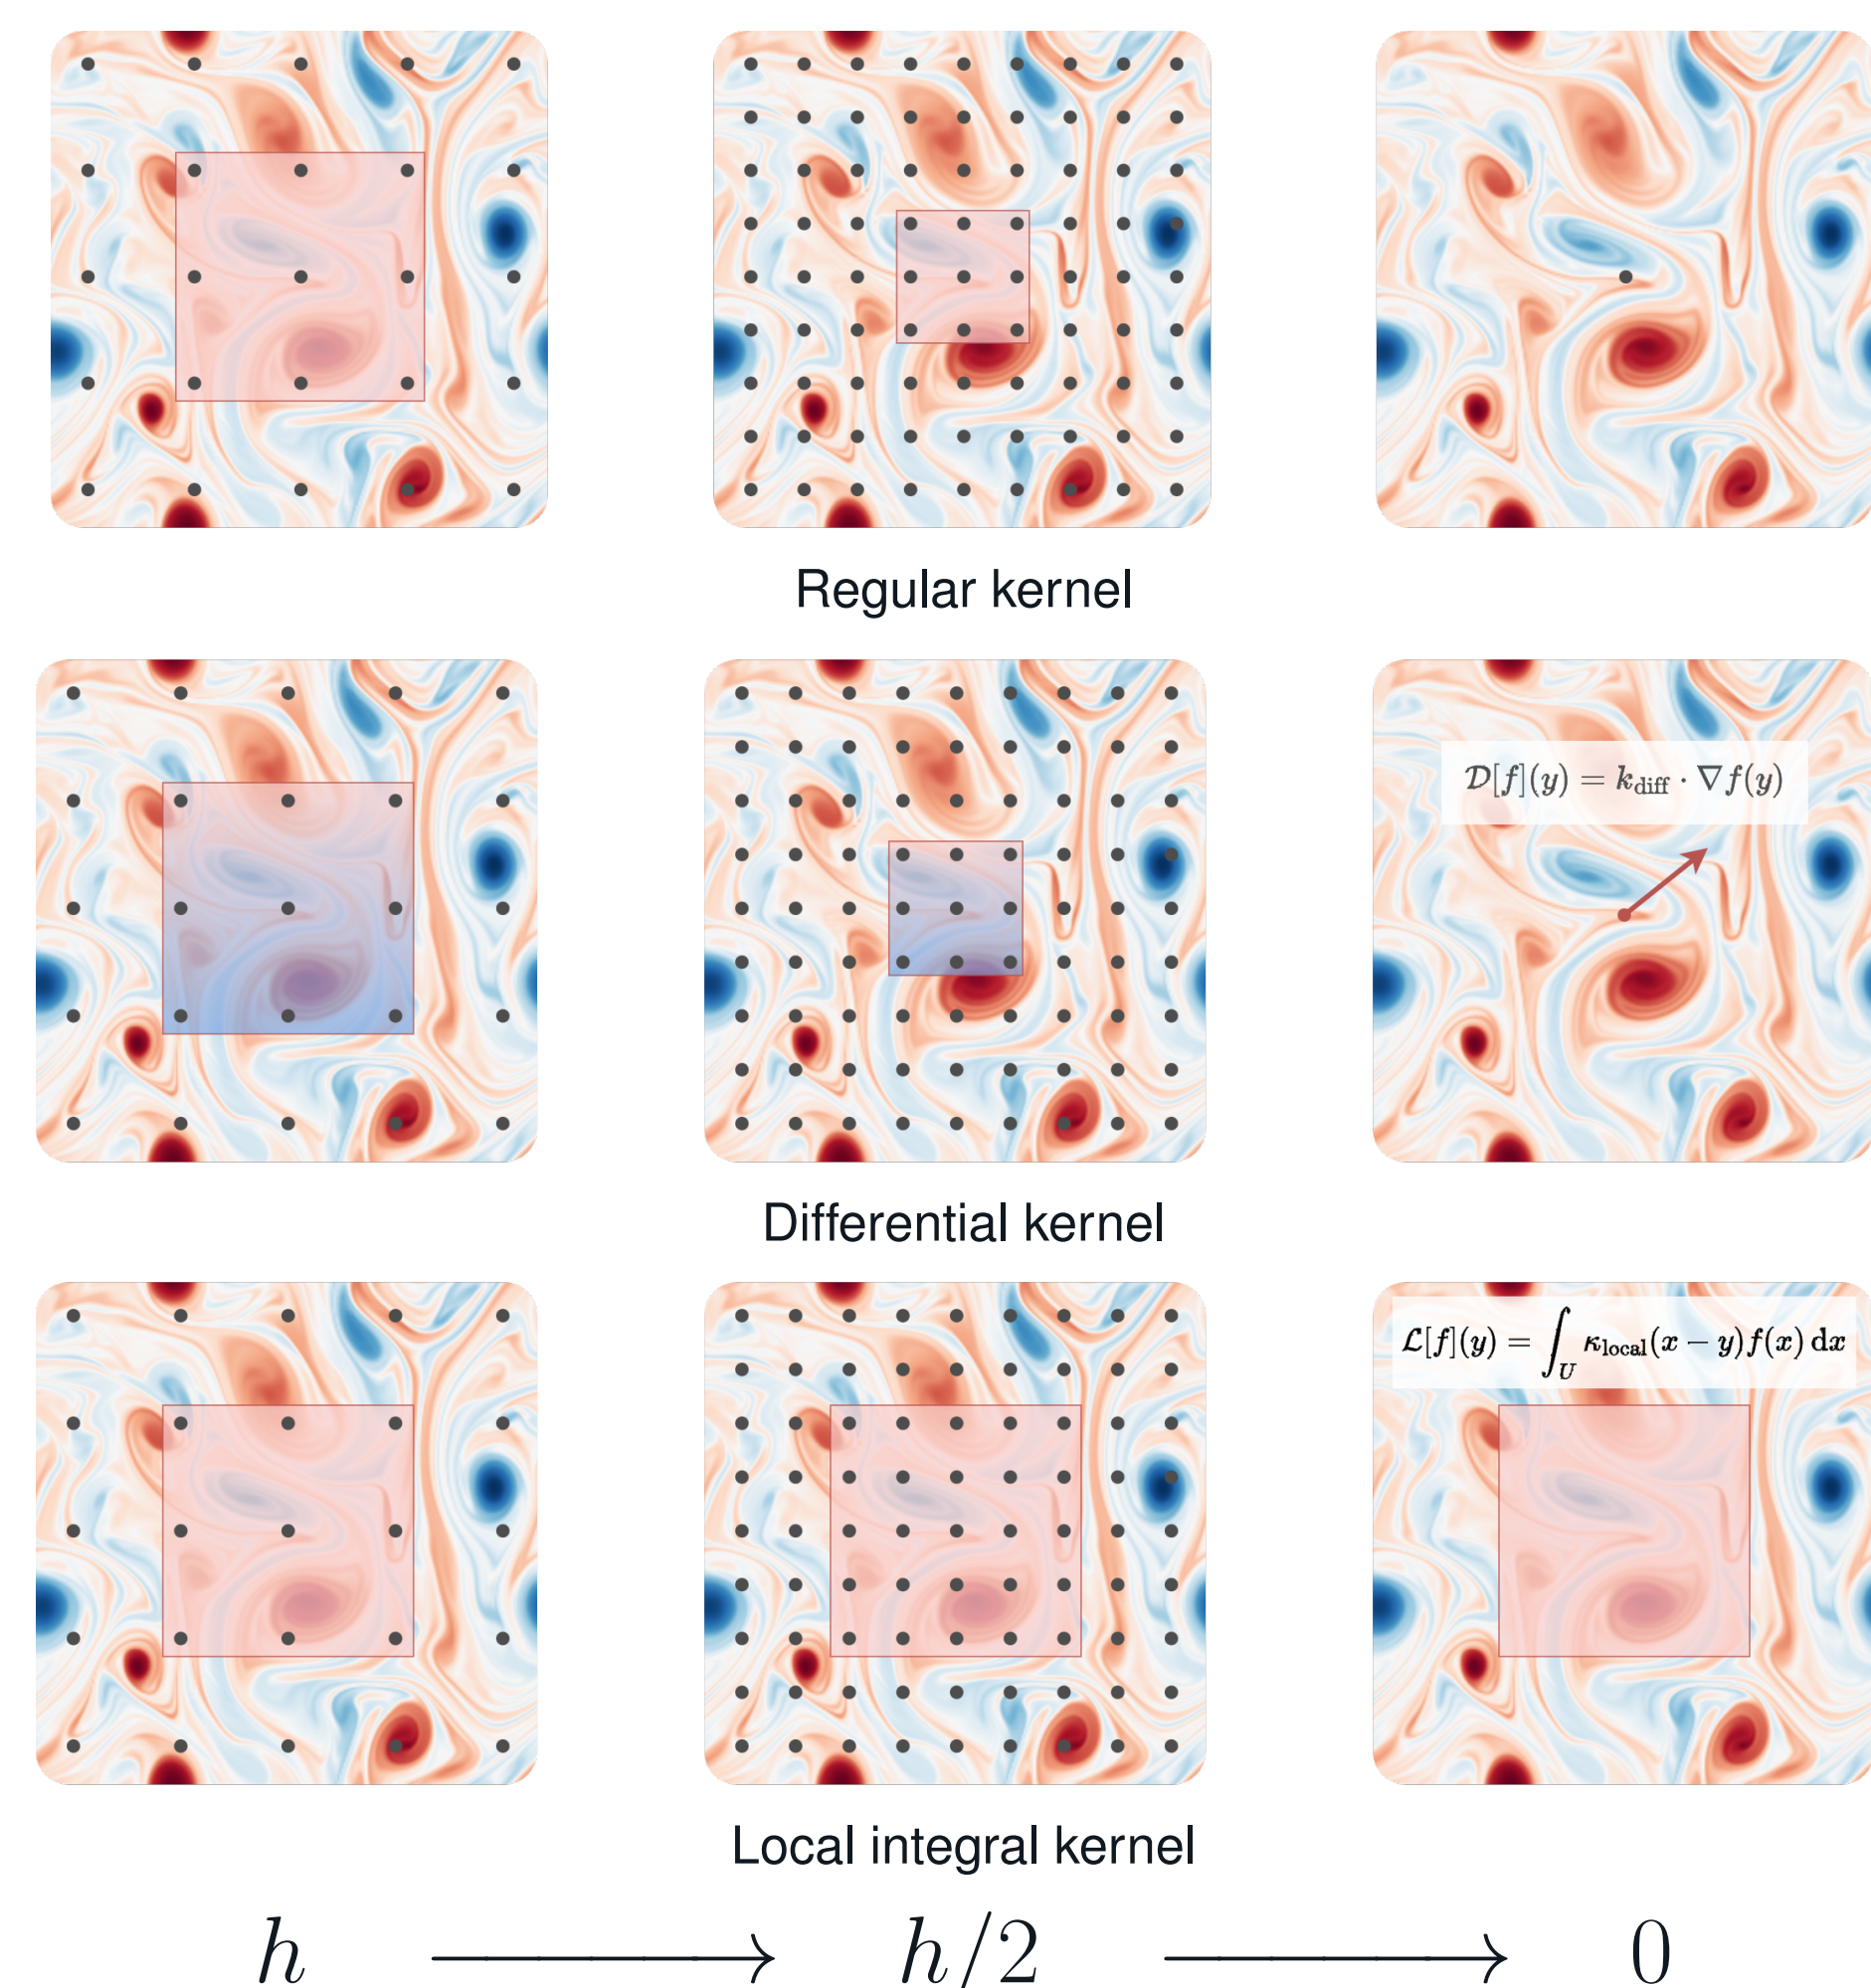 Regular kernel
𝒟[f](y) = k_diff · ∇f(y)
Differential kernel
ℒ[f](y) = ∫_U κ_local(x − y)f(x) dx
Local integral kernel
h ⟶ h/2 ⟶ 0